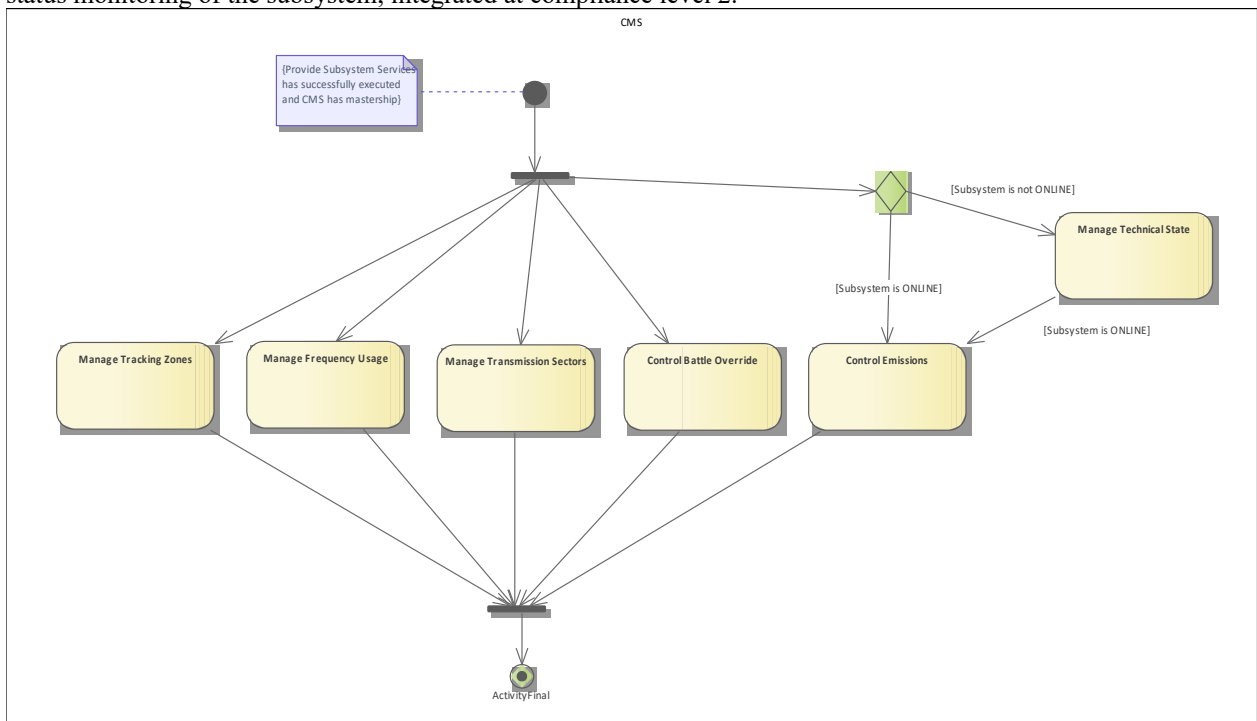 status monitoring of the subsystem, integrated at compliance level 2.
CMS
{Provide Subsystem Services
has successfully executed
and CMS has mastership}
[Subsystem is not ONLINE]
Manage Technical State
[Subsystem is ONLINE]
[Subsystem is ONLINE]
Manage Tracking Zones
Manage Frequency Usage
Manage Transmission Sectors
Control Battle Override
Control Emissions
ActivityFinal